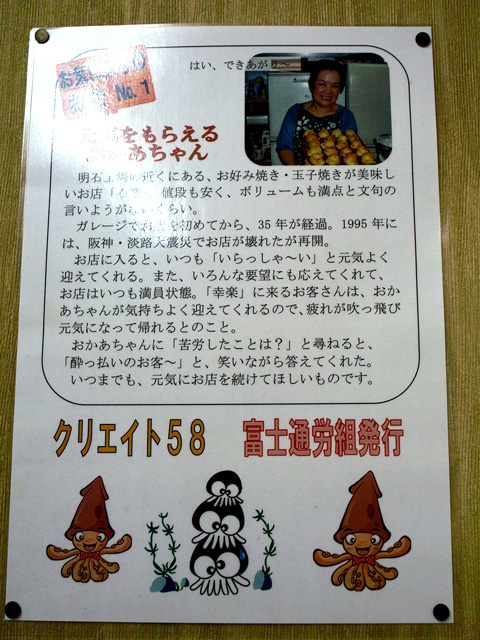 はい、できあがり～
お気
No. 1
をもらえる
あちゃん
明石工場の近くにある、お好み焼き・玉子焼きが美味し
いお店「 値段も安く、ボリュームも満点と文句の
言いようがないくらい。
ガレージでお店を初めてから、35 年が経過。1995 年に
は、阪神・淡路大震災でお店が壊れたが再開。
お店に入ると、いつも「いらっしゃ～い」と元気よく
迎えてくれる。また、いろんな要望にも応えてくれて、
お店はいつも満員状態。「幸楽」に来るお客さんは、おか
あちゃんが気持ちよく迎えてくれるので、疲れが吹っ飛び
元気になって帰れるとのこと。
おかあちゃんに「苦労したことは？」と尋ねると、
「酔っ払いのお客～」と、笑いながら答えてくれた。
いつまでも、元気にお店を続けてほしいものです。
クリエイト５８ 富士通労組発行